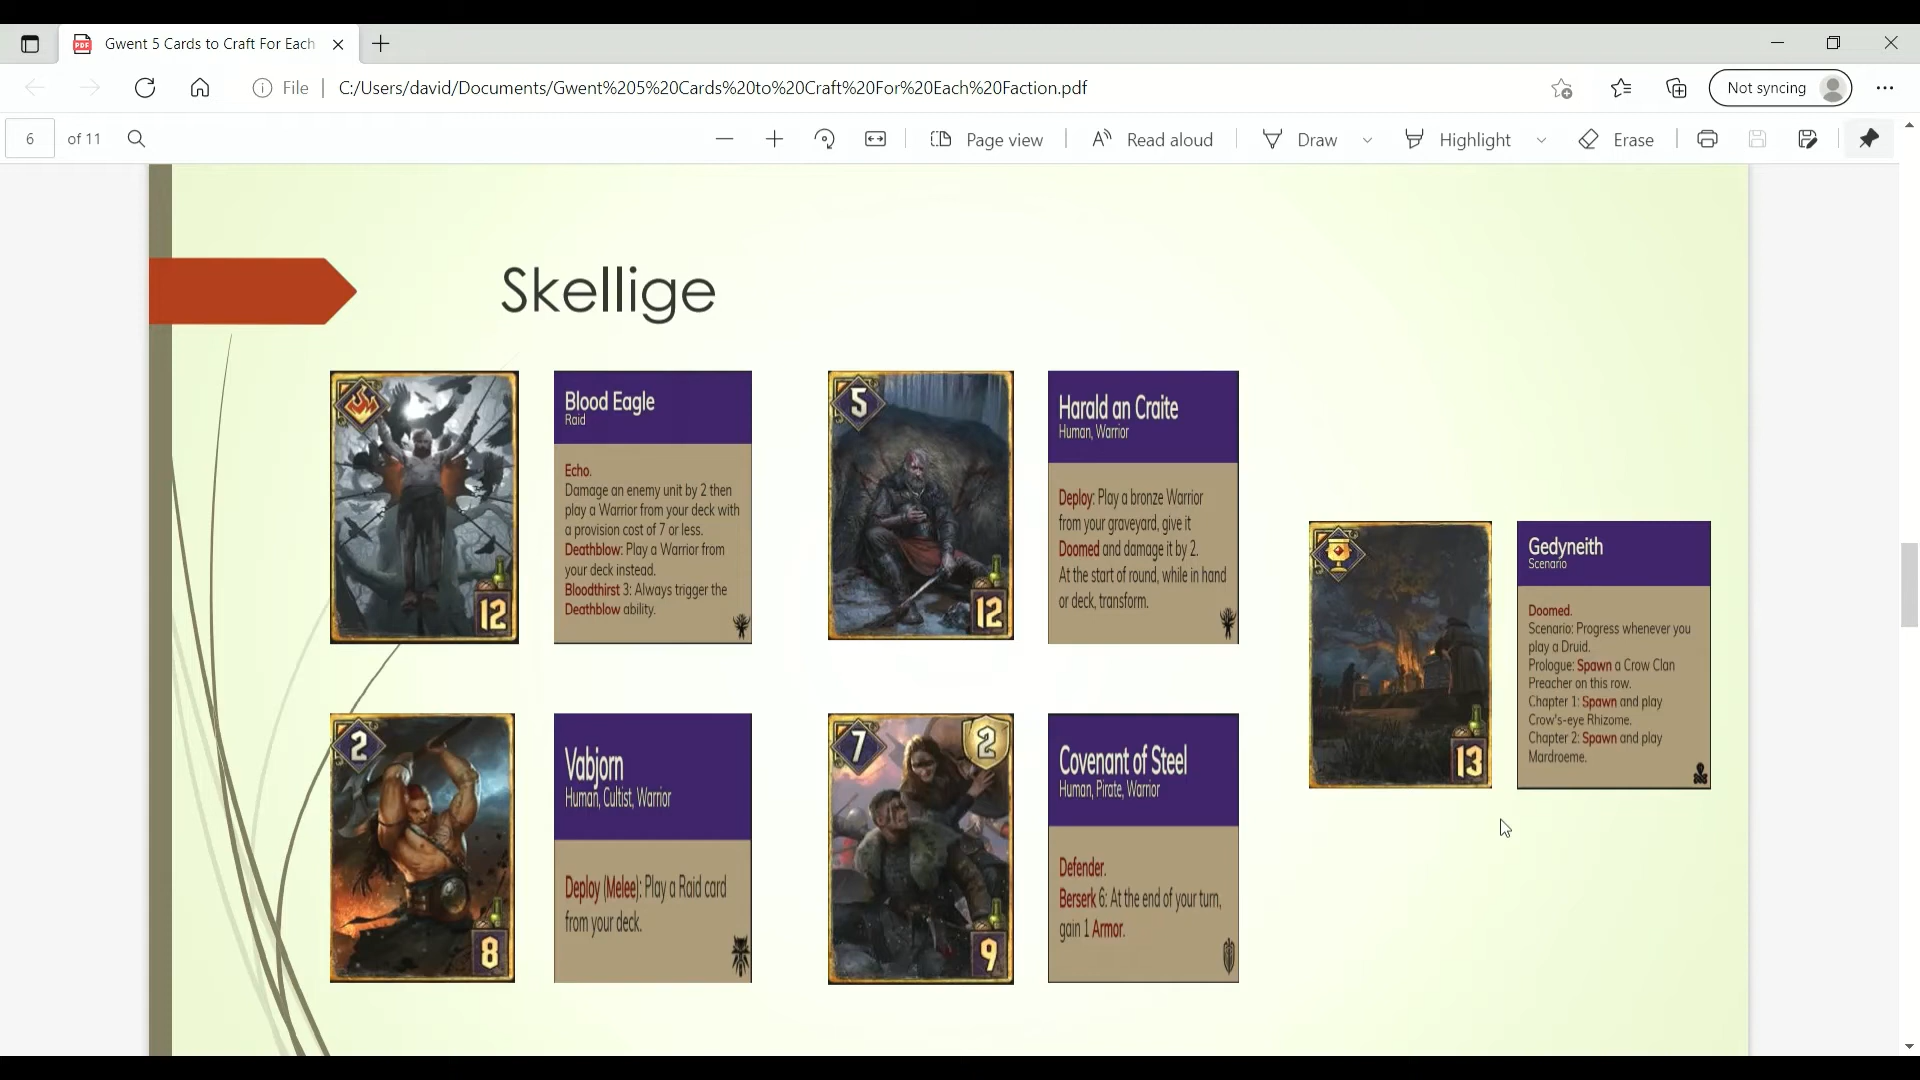 Gwent 5 Cards to Craft For Each
File
C:/Users/david/Documents/Gwent%205%20Cards%20to%20Craft%20For%20Each%20Faction.pdf
Not syncing
6
of 11
Page view
Read aloud
Draw
Highlight
Erase
Skellige
12
Blood Eagle
Raid
Echo.
Damage an enemy unit by 2 then
play a Warrior from your deck with
a provision cost of 7 or less.
Deathblow: Play a Warrior from
your deck instead.
Bloodthirst 3: Always trigger the
Deathblow ability.
5
12
Harald an Craite
Human, Warrior
Deploy: Play a bronze Warrior
from your graveyard, give it
Doomed and damage it by 2.
At the start of round, while in hand
or deck, transform.
13
Gedyneith
Scenario
Doomed.
Scenario: Progress whenever you
play a Druid.
Prologue: Spawn a Crow Clan
Preacher on this row.
Chapter 1: Spawn and play
Crow's-eye Rhizome.
Chapter 2: Spawn and play
Mardroeme.
2
8
Vabjorn
Human, Cultist, Warrior
Deploy (Melee): Play a Raid card
from your deck.
7
2
9
Covenant of Steel
Human, Pirate, Warrior
Defender.
Berserk 6: At the end of your turn,
gain 1 Armor.